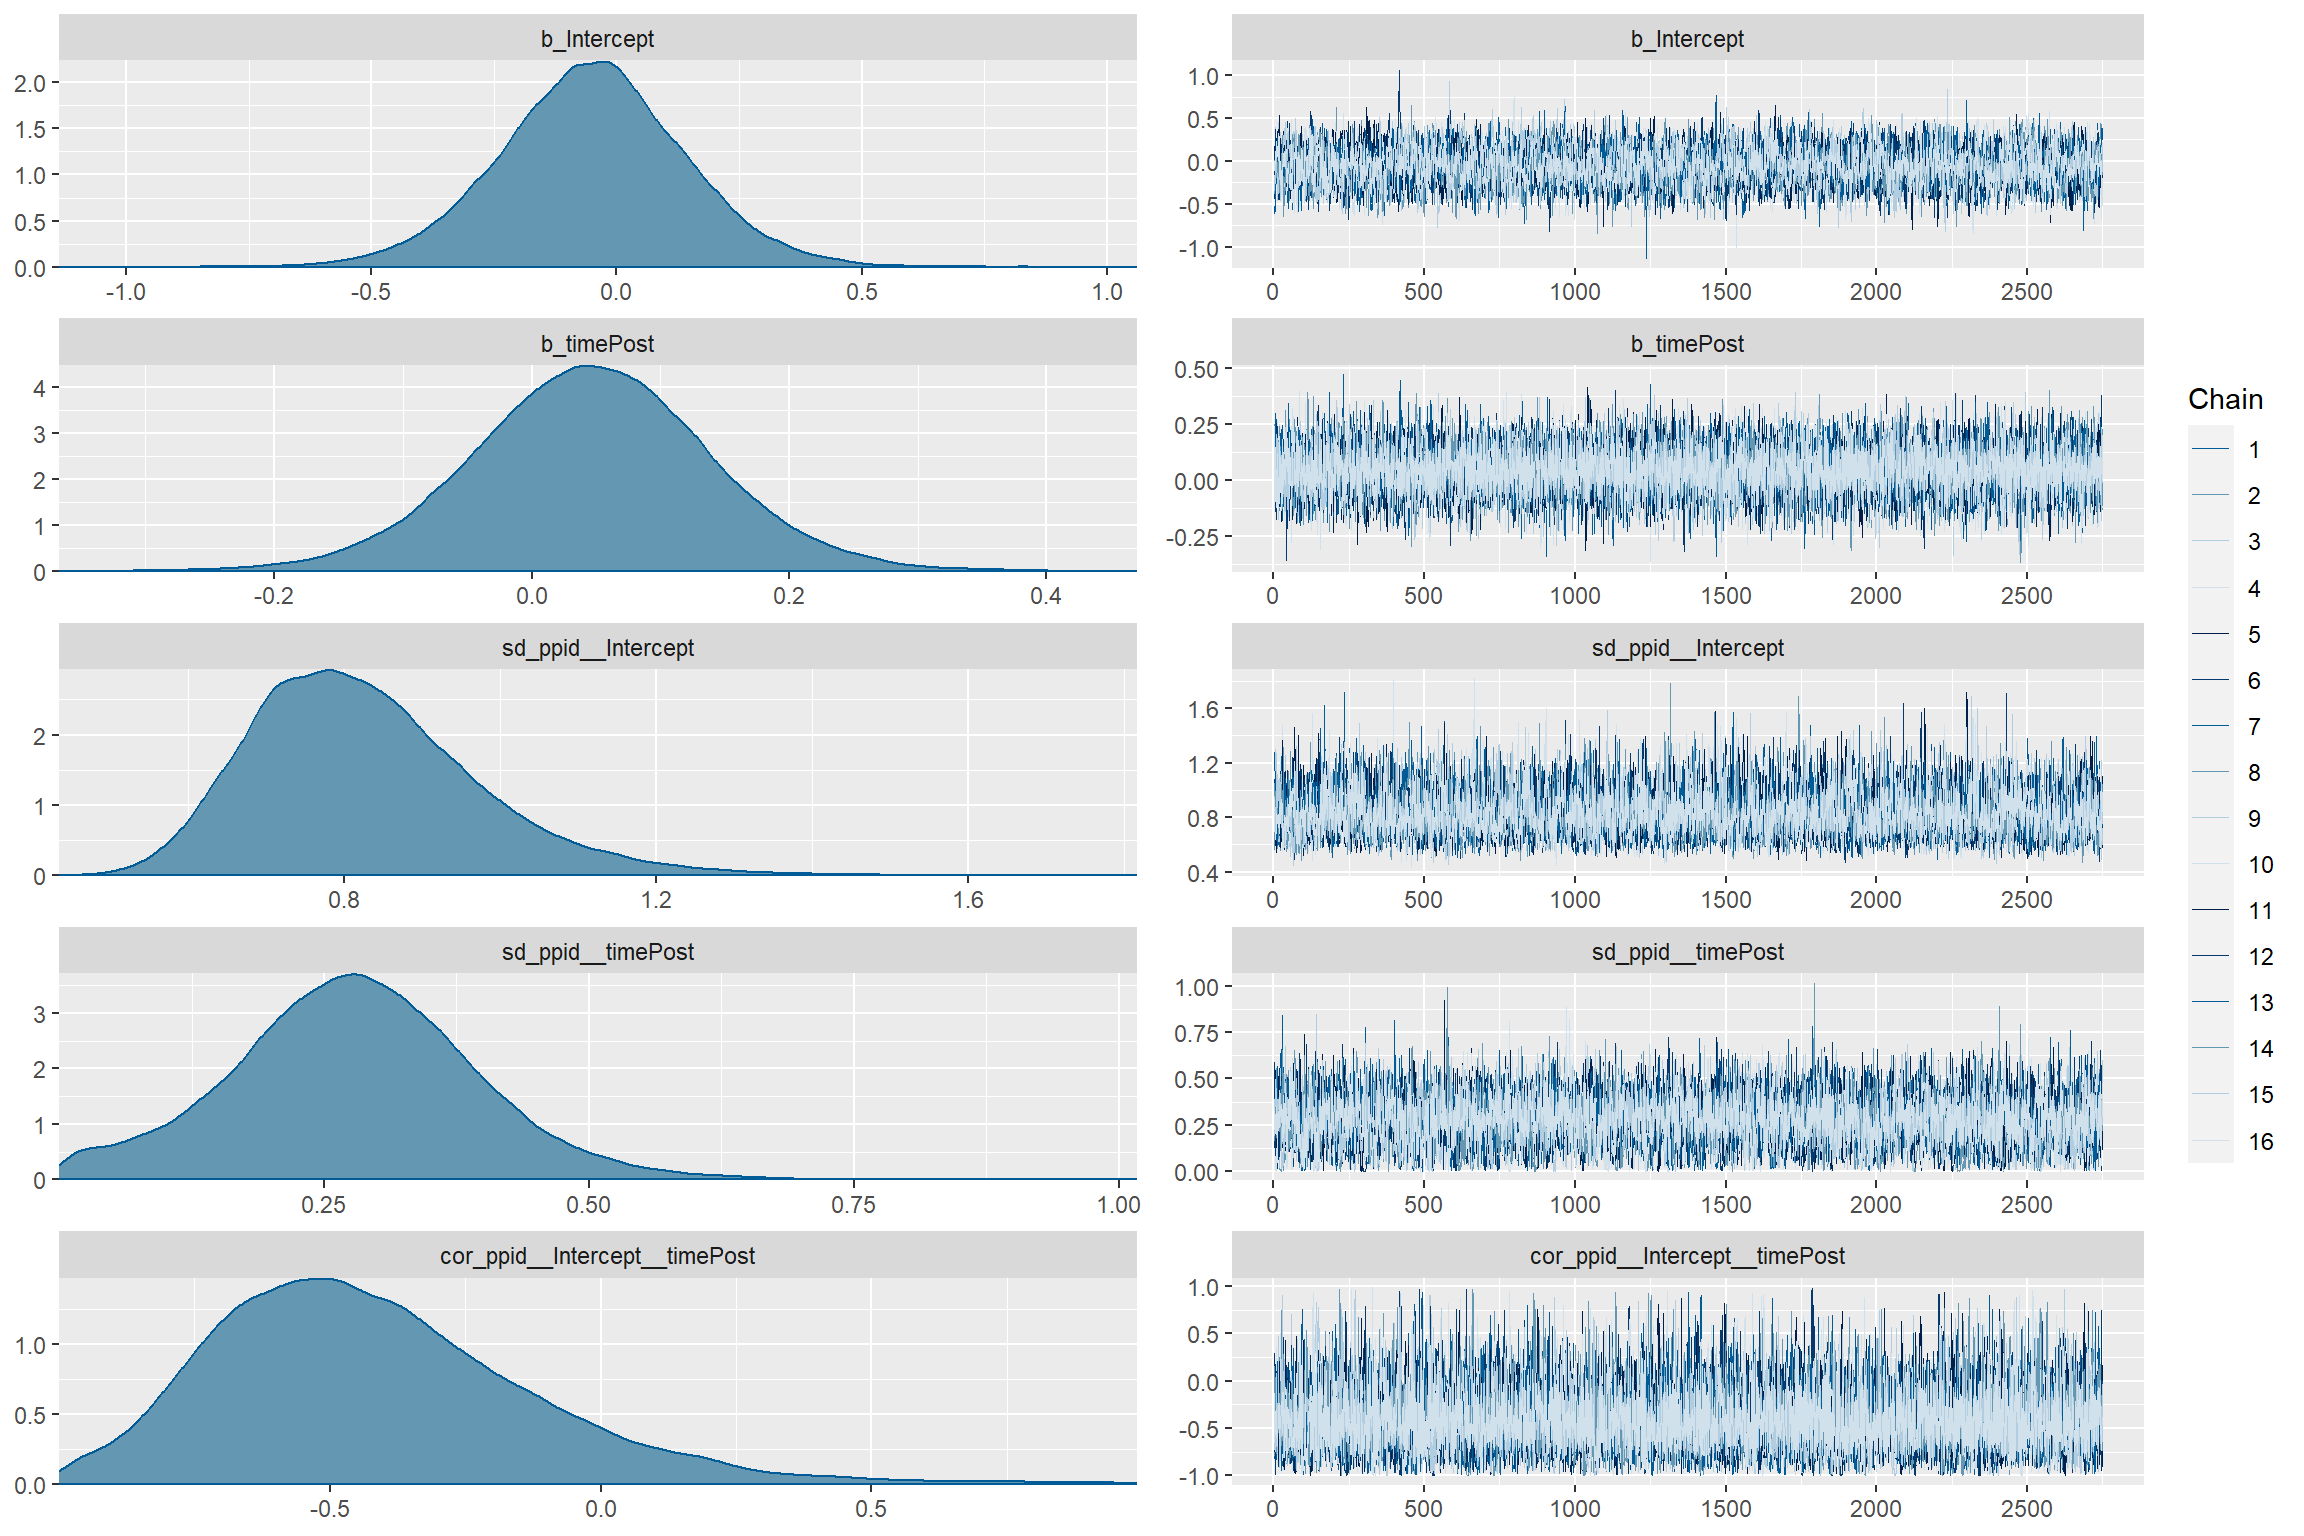 b_Intercept
2.0
1.5
1.0
0.5
0.0
-1.0 -0.5 0.0 0.5 1.0
b_Intercept
1.0
0.5
0.0
-0.5
-1.0
0 500 1000 1500 2000 2500
b_timePost
4
3
2
1
0
-0.2 0.0 0.2 0.4
b_timePost
0.50
0.25
0.00
-0.25
0 500 1000 1500 2000 2500
sd_ppid__Intercept
2
1
0
0.8 1.2 1.6
sd_ppid__Intercept
1.6
1.2
0.8
0.4
0 500 1000 1500 2000 2500
sd_ppid__timePost
3
2
1
0
0.25 0.50 0.75 1.00
sd_ppid__timePost
1.00
0.75
0.50
0.25
0.00
0 500 1000 1500 2000 2500
cor_ppid__Intercept__timePost
1.0
0.5
0.0
-0.5 0.0 0.5
cor_ppid__Intercept__timePost
1.0
0.5
0.0
-0.5
-1.0
0 500 1000 1500 2000 2500
Chain
1
2
3
4
5
6
7
8
9
10
11
12
13
14
15
16